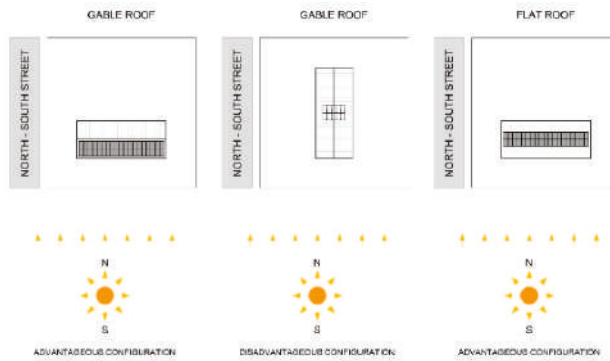 GABLE ROOF
GABLE ROOF
FLAT ROOF
NORTH - SOUTH STREET
NORTH - SOUTH STREET
NORTH - SOUTH STREET
N
N
N
S
S
S
ADVANTAGEOUS CONFIGURATION
DISADVANTAGEOUS CONFIGURATION
ADVANTAGEOUS CONFIGURATION